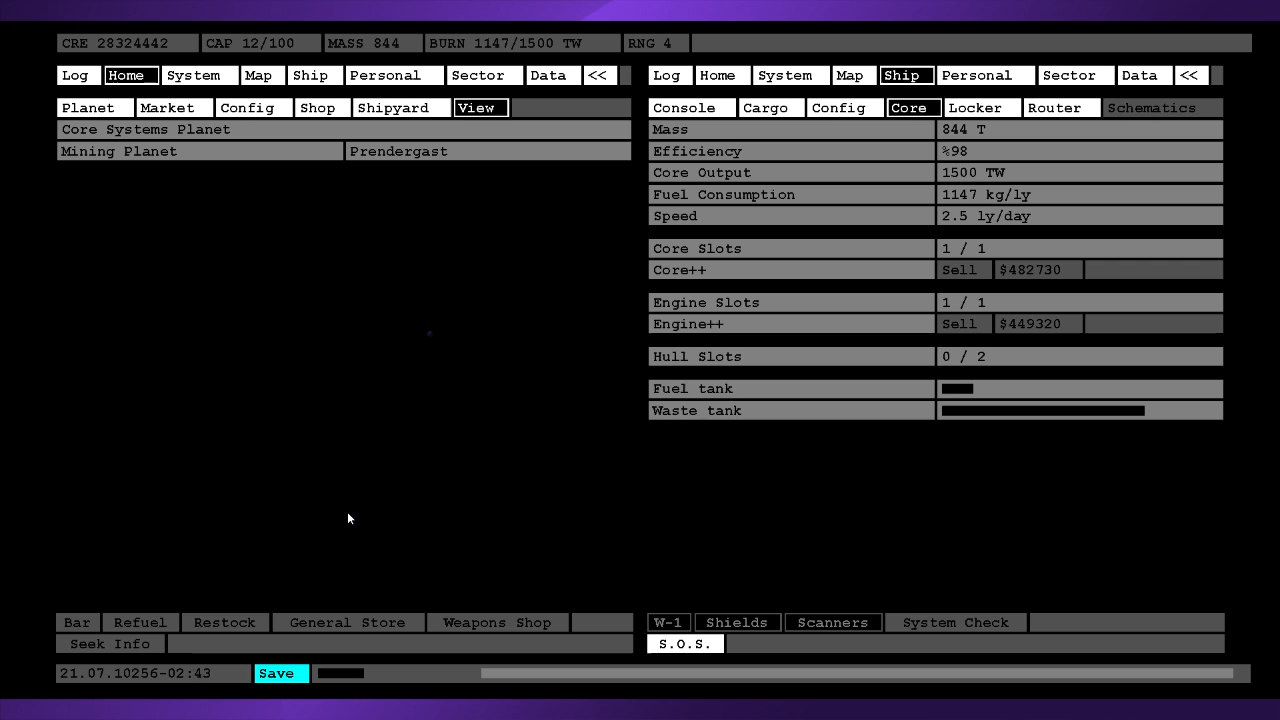 CRE 28324442 CAP 12/100 MASS 844 BURN 1147/1500 TW RNG 4
Log Home System Map Ship Personal Sector Data <<
Planet Market Config Shop Shipyard View
Core Systems Planet
Mining Planet Prendergast
Bar Refuel Restock General Store Weapons Shop
Seek Info
Log Home System Map Ship Personal Sector Data <<
Console Cargo Config Core Locker Router Schematics
Mass 844 T
Efficiency %98
Core Output 1500 TW
Fuel Consumption 1147 kg/ly
Speed 2.5 ly/day
Core Slots 1 / 1
Core++ Sell $482730
Engine Slots 1 / 1
Engine++ Sell $449320
Hull Slots 0 / 2
Fuel tank
Waste tank
W-1 Shields Scanners System Check
S.O.S.
21.07.10256-02:43 Save